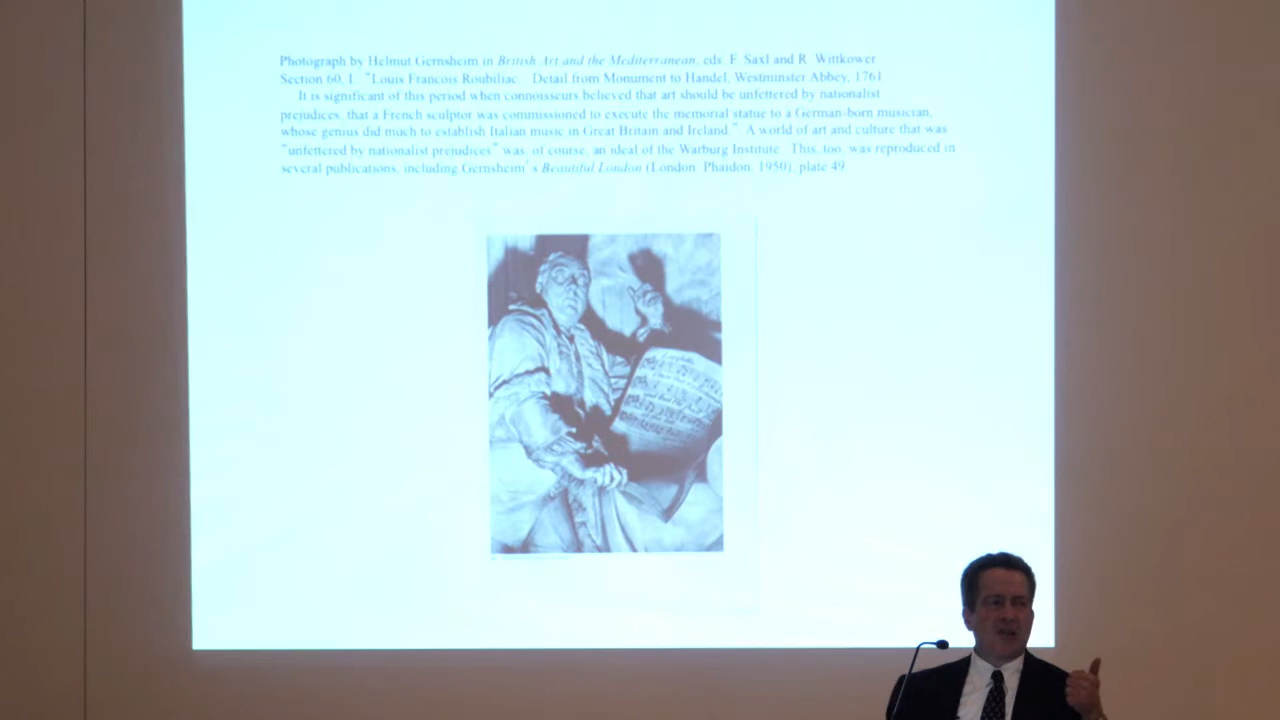 Photograph by Helmut Gernsheim in British Art and the Mediterranean, eds. F. Saxl and R. Wittkower
Section 60, 1. "Louis Francois Roubiliac. Detail from Monument to Handel, Westminster Abbey, 1761
It is significant of this period when connoisseurs believed that art should be unfettered by nationalist
prejudices, that a French sculptor was commissioned to execute the memorial statue to a German-born musician,
whose genius did much to establish Italian music in Great Britain and Ireland." A world of art and culture that was
"unfettered by nationalist prejudices" was, of course, an ideal of the Warburg Institute. This, too, was reproduced in
several publications, including Gernsheim's Beautiful London (London: Phaidon, 1950), plate 49.